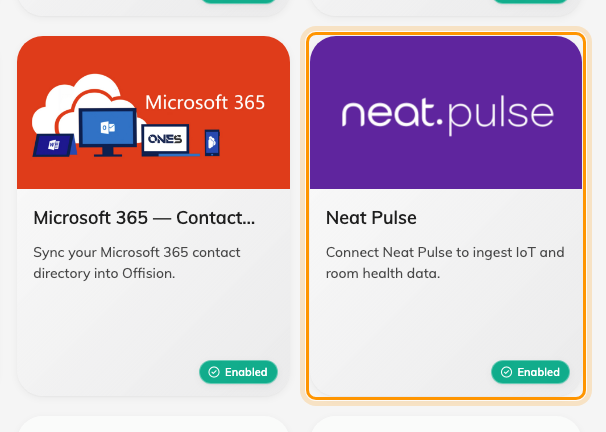 Microsoft 365
ONES
Microsoft 365 — Contact...
Sync your Microsoft 365 contact
directory into Offision.
Enabled
neat.pulse
Neat Pulse
Connect Neat Pulse to ingest IoT and
room health data.
Enabled